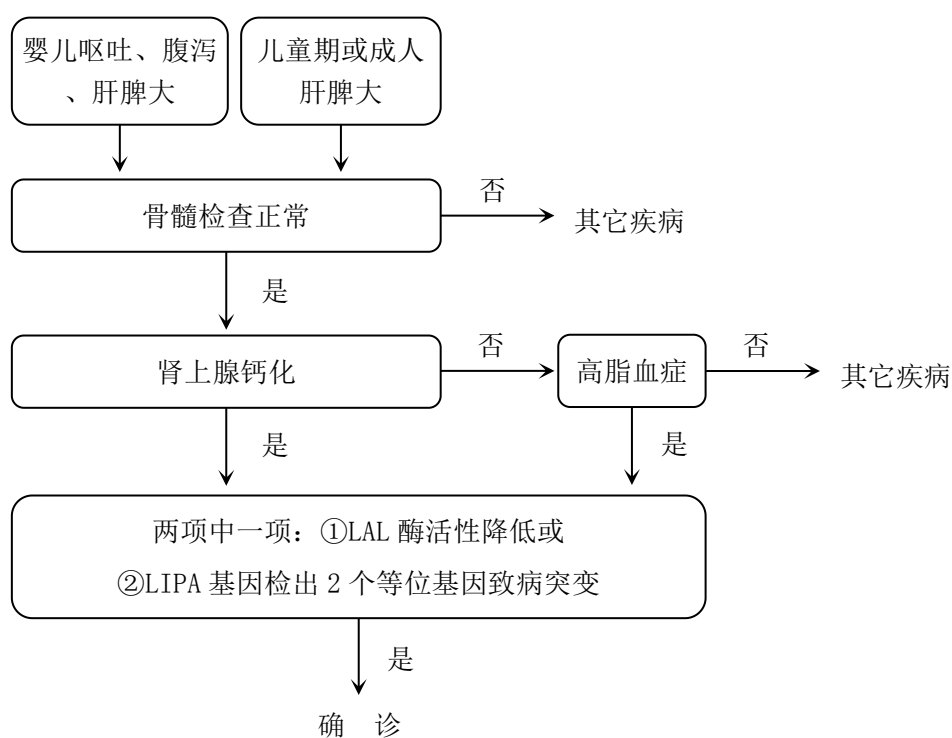 婴儿呕吐、腹泻
、肝脾大
儿童期或成人
肝脾大
骨髓检查正常
否
其它疾病
是
肾上腺钙化
否
高脂血症
否
其它疾病
是
是
两项中一项：①LAL 酶活性降低或
②LIPA 基因检出 2 个等位基因致病突变
是
确 诊